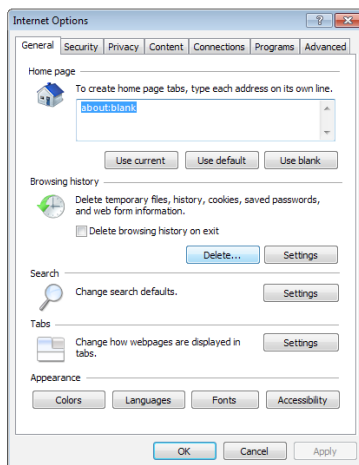 Internet Options
General Security Privacy Content Connections Programs Advanced
Home page
To create home page tabs, type each address on its own line.
about:blank
Use current Use default Use blank
Browsing history
Delete temporary files, history, cookies, saved passwords,
and web form information.
Delete browsing history on exit
Delete... Settings
Search
Change search defaults. Settings
Tabs
Change how webpages are displayed in
tabs.
Settings
Appearance
Colors Languages Fonts Accessibility
OK Cancel Apply